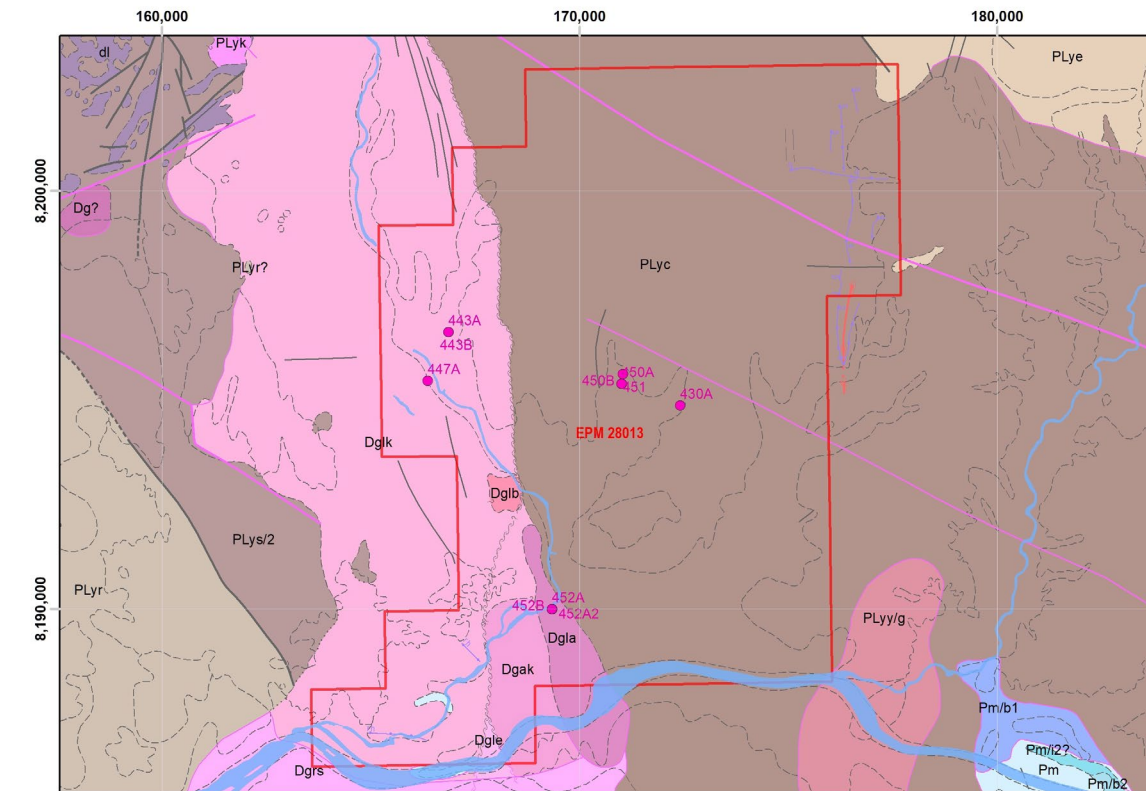 160,000
170,000
180,000
8,200,000
8,190,000
PLyk
dl
PLye
Dg?
PLyr?
PLyc
443A
443B
447A
450A
450B
451
430A
EPM 28013
Dglk
Dglb
PLys/2
PLyr
452A
452B
452A2
PLyy/g
Dgla
Dgak
Pm/b1
Dgle
Pm/i2?
Dgrs
Pm
Pm/b2